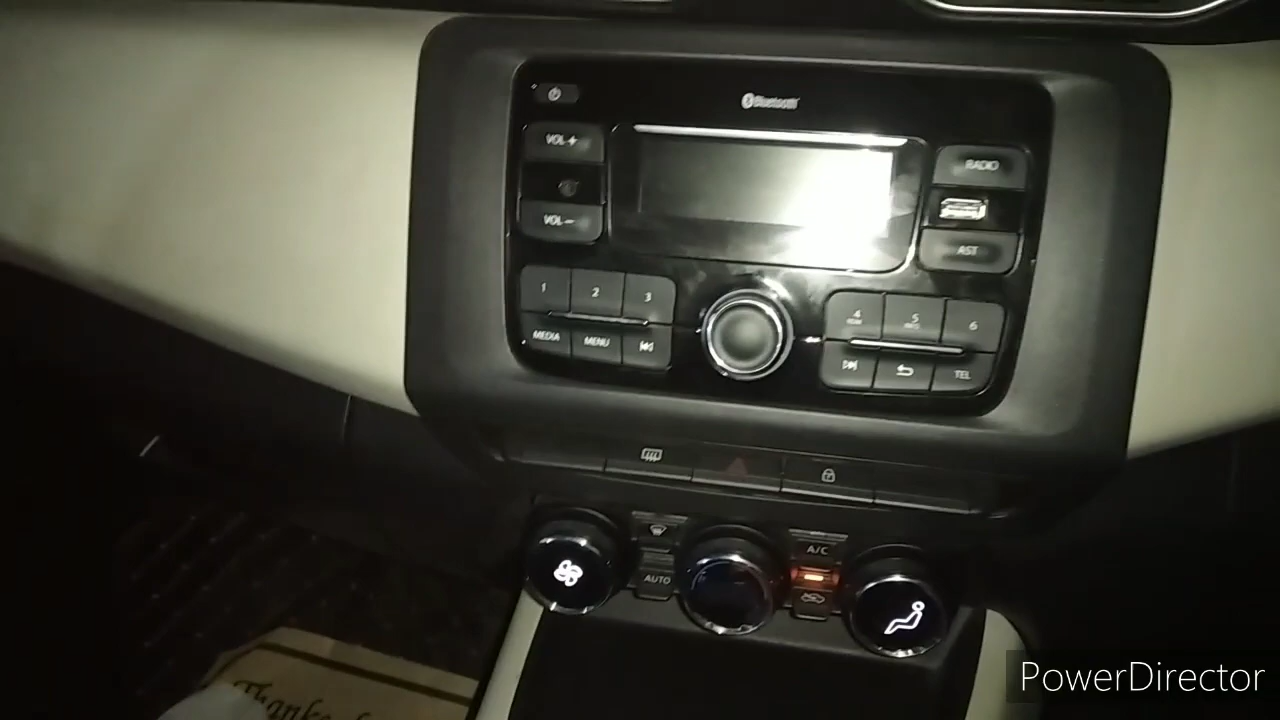 Bluetooth
VOL +
RADIO
VOL -
AST
1 2 3
4 5 6
MEDIA MENU
TEL
A/C
AUTO
PowerDirector